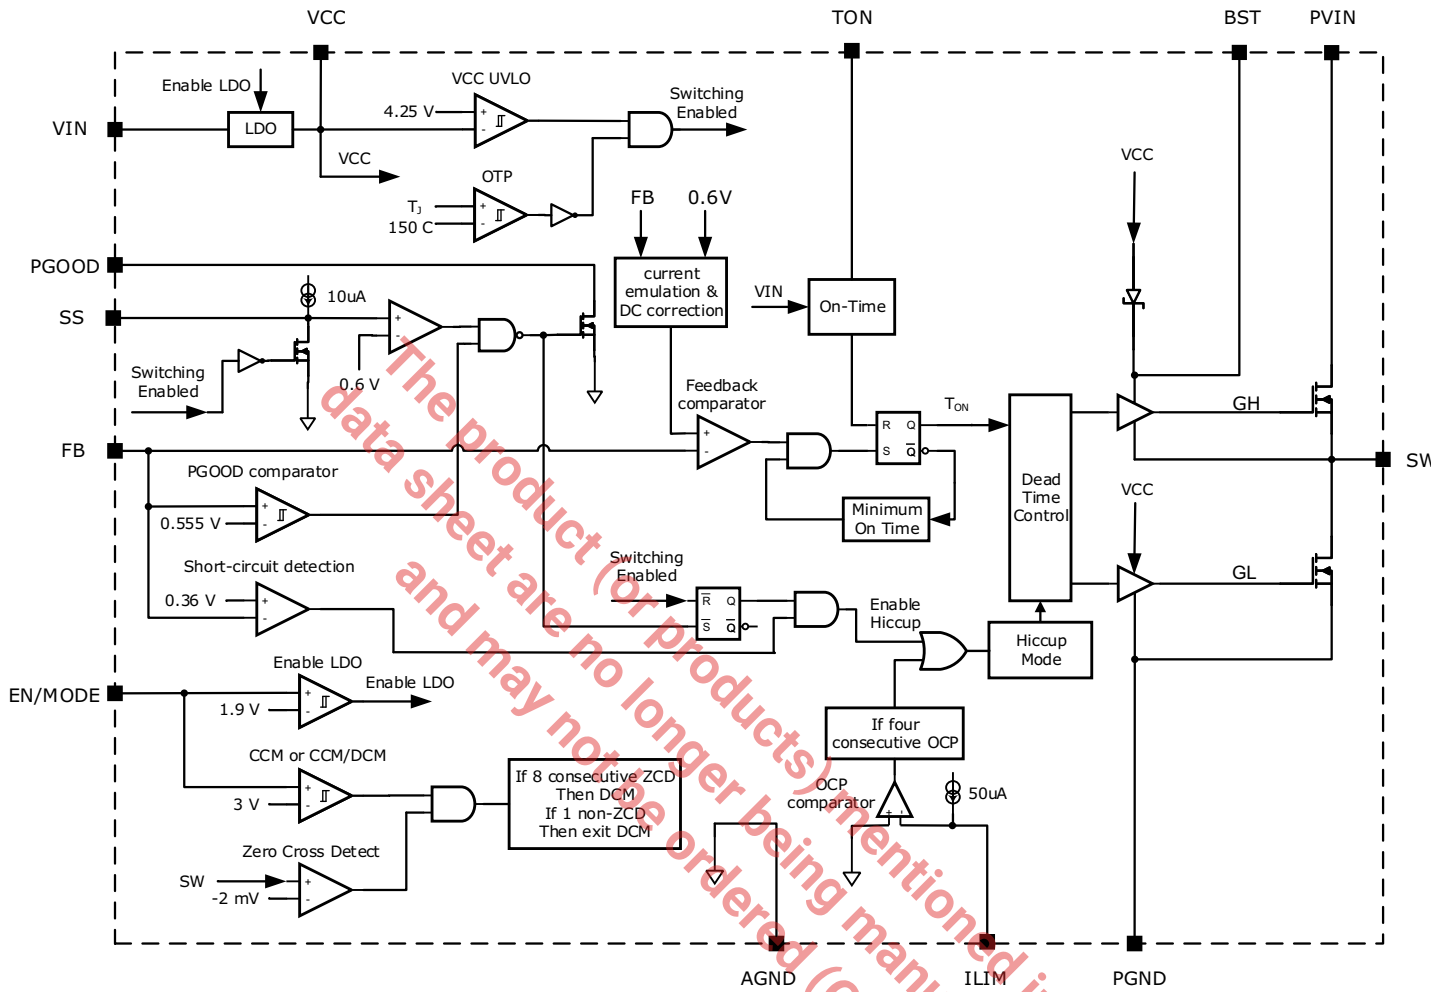 VCC
TON
BST
PVIN
Enable LDO
VCC UVLO
4.25 V
+
-
Switching
Enabled
VIN
LDO
VCC
OTP
TJ
150 C
+
-
FB
0.6V
VCC
PGOOD
current
emulation &
DC correction
VIN
On-Time
SS
10uA
+
-
0.6 V
Switching
Enabled
Feedback
comparator
TON
GH
R
Q
S
Q
+
-
FB
SW
PGOOD comparator
0.555 V
+
-
Minimum
On Time
Dead
Time
Control
VCC
GL
Short-circuit detection
0.36 V
+
-
Switching
Enabled
R
Q
S
Q
Enable
Hiccup
Hiccup
Mode
EN/MODE
Enable LDO
1.9 V
+
-
Enable LDO
If four
consecutive OCP
CCM or CCM/DCM
3 V
+
-
If 8 consecutive ZCD
Then DCM
If 1 non-ZCD
Then exit DCM
OCP
comparator
+
-
50uA
Zero Cross Detect
SW
-2 mV
+
-
AGND
ILIM
PGND
The product (or products) mentioned i
data sheet are no longer being manu
and may not be ordered (